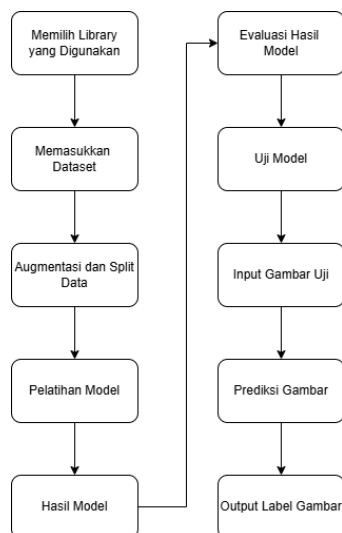 Memilih Library
yang Digunakan
Memasukkan
Dataset
Augmentasi dan Split
Data
Pelatihan Model
Hasil Model
Evaluasi Hasil
Model
Uji Model
Input Gambar Uji
Prediksi Gambar
Output Label Gambar